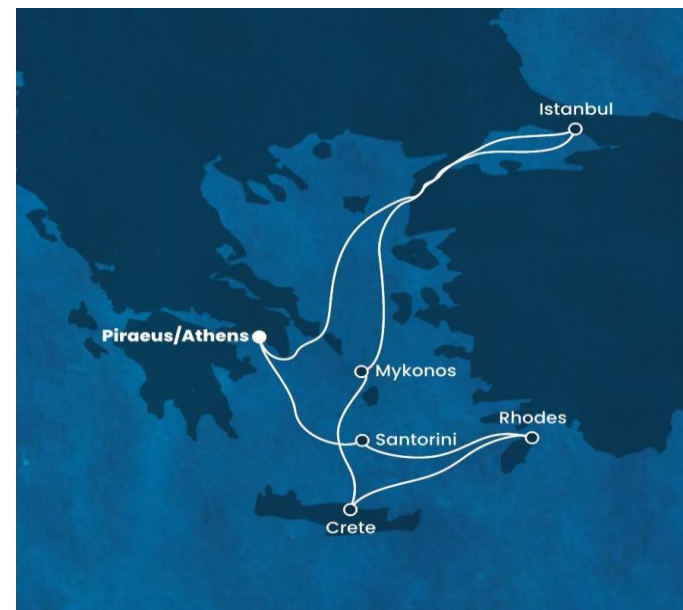 Istanbul
Piraeus/Athens
Mykonos
Rhodes
Santorini
Crete